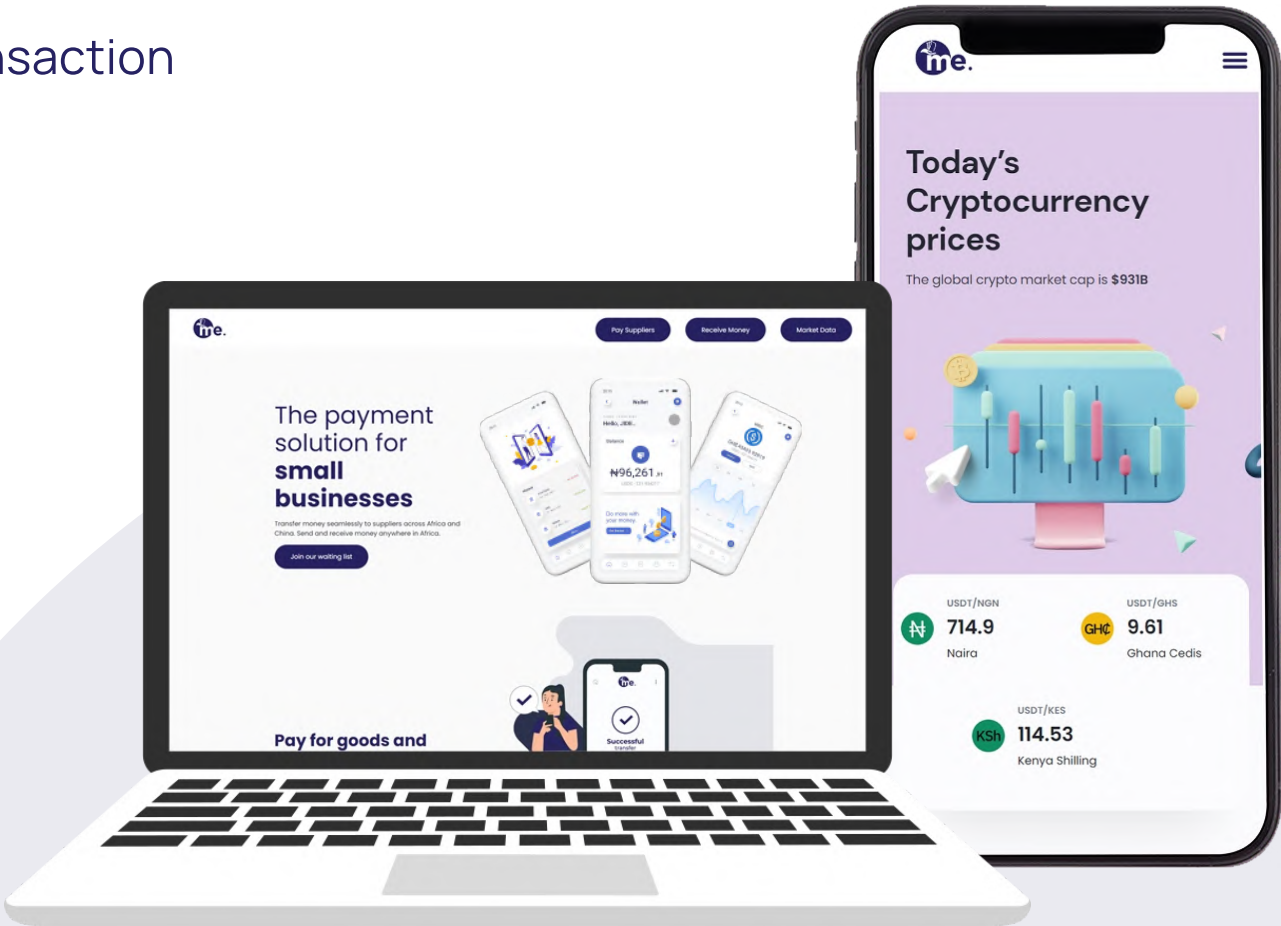 nsaction
me.
Today's
Cryptocurrency
prices
The global crypto market cap is $931B
USDT/NGN
714.9
Naira
USDT/GHS
GH₵
9.61
Ghana Cedis
USDT/KES
KSh
114.53
Kenya Shilling
me.
Pay Suppliers
Receive Money
Market Data
The payment
solution for
small
businesses
Transfer money seamlessly to suppliers across Africa and
China. Send and receive money anywhere in Africa.
Join our waiting list
Wallet
Hello, JIDE..
Balance
₦96,261
Do more with
your money
me.
Successful
transfer
Pay for goods and